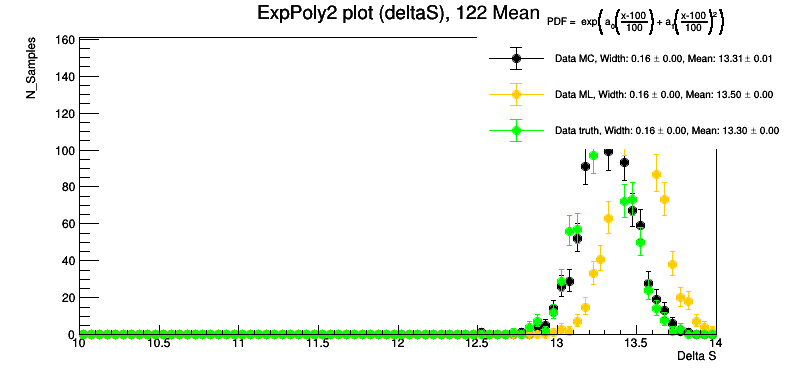 ExpPoly2 plot (deltaS), 122 Mean
PDF = exp(a₀(x-100/100) + a₁(x-100/100)²)
Data MC, Width: 0.16 ± 0.00, Mean: 13.31 ± 0.01
Data ML, Width: 0.16 ± 0.00, Mean: 13.50 ± 0.00
Data truth, Width: 0.16 ± 0.00, Mean: 13.30 ± 0.00
N_Samples
160
140
120
100
80
60
40
20
0
10 10.5 11 11.5 12 12.5 13 13.5 14
Delta S